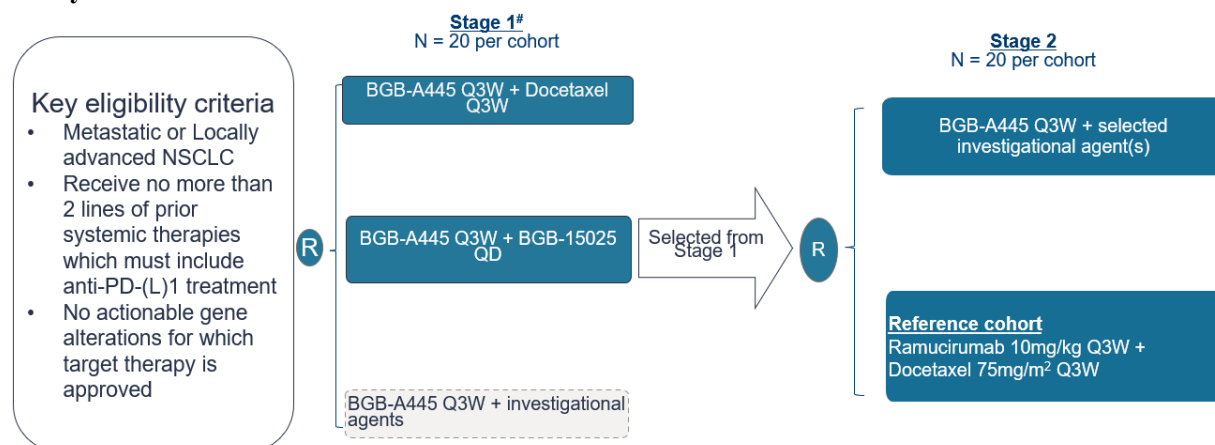 Stage 1#
N = 20 per cohort
Stage 2
N = 20 per cohort
Key eligibility criteria
• Metastatic or Locally
advanced NSCLC
• Receive no more than
2 lines of prior
systemic therapies
which must include
anti-PD-(L)1 treatment
• No actionable gene
alterations for which
target therapy is
approved
R
BGB-A445 Q3W + Docetaxel
Q3W
BGB-A445 Q3W + BGB-15025
QD
BGB-A445 Q3W + investigational
agents
Selected from
Stage 1
R
BGB-A445 Q3W + selected
investigational agent(s)
Reference cohort
Ramucirumab 10mg/kg Q3W +
Docetaxel 75mg/m² Q3W